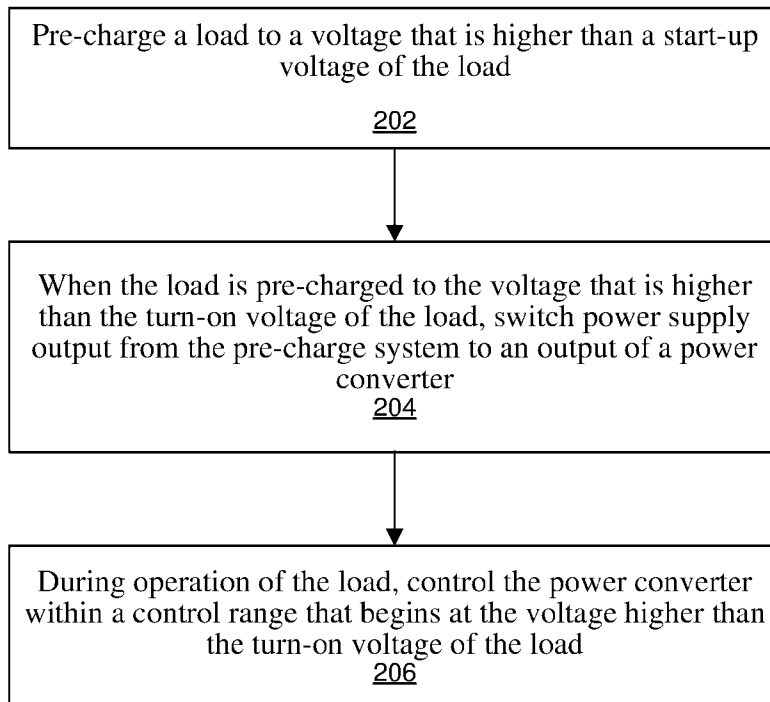 Pre-charge a load to a voltage that is higher than a start-up
voltage of the load
202
When the load is pre-charged to the voltage that is higher
than the turn-on voltage of the load, switch power supply
output from the pre-charge system to an output of a power
converter
204
During operation of the load, control the power converter
within a control range that begins at the voltage higher than
the turn-on voltage of the load
206